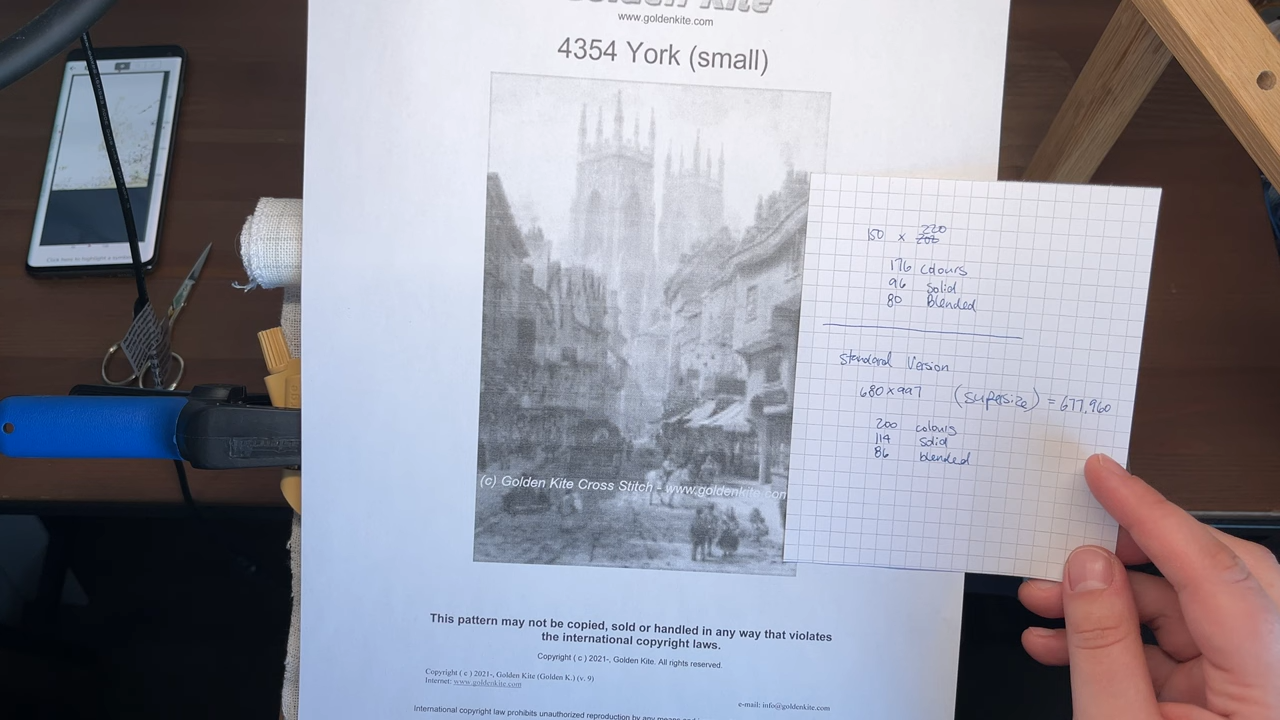 Golden Kite
www.goldenkite.com
4354 York (small)
(c) Golden Kite Cross Stitch - www.goldenkite.com
150 x 220
176 colours
96 Solid
80 Blended
Standard Version
680x997 (supersize) = 677,960
200 colours
114 solid
86 blended
This pattern may not be copied, sold or handled in any way that violates
the international copyright laws.
Copyright ( c ) 2021-, Golden Kite. All rights reserved.
Copyright ( c ) 2021-, Golden Kite (Golden K.) (v. 9)
Internet: www.goldenkite.com
e-mail: info@goldenkite.com
International copyright law prohibits unauthorized reproduction by any means